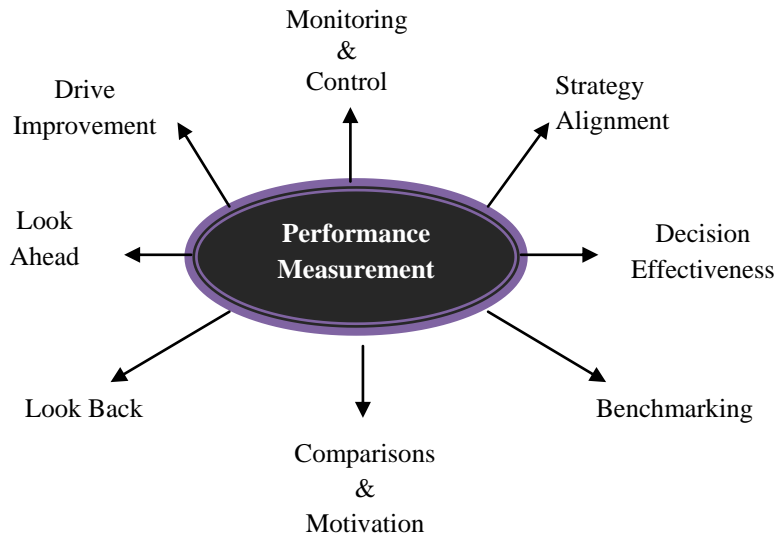 Monitoring
&
Control
Drive
Improvement
Strategy
Alignment
Look
Ahead
Performance
Measurement
Decision
Effectiveness
Look Back
Benchmarking
Comparisons
&
Motivation